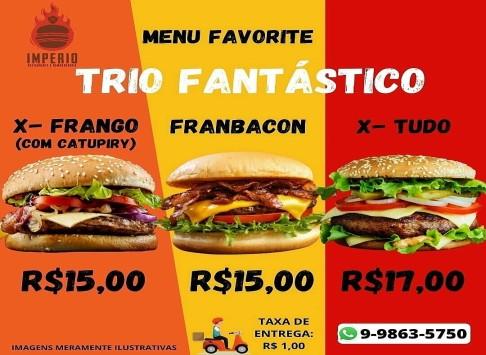 IMPERIO
MENU FAVORITE
TRIO FANTÁSTICO
X- FRANGO
(COM CATUPIRY)
FRANBACON
X- TUDO
R$15,00
R$15,00
R$17,00
TAXA DE
ENTREGA:
R$ 1,00
9-9863-5750
IMAGENS MERAMENTE ILUSTRATIVAS